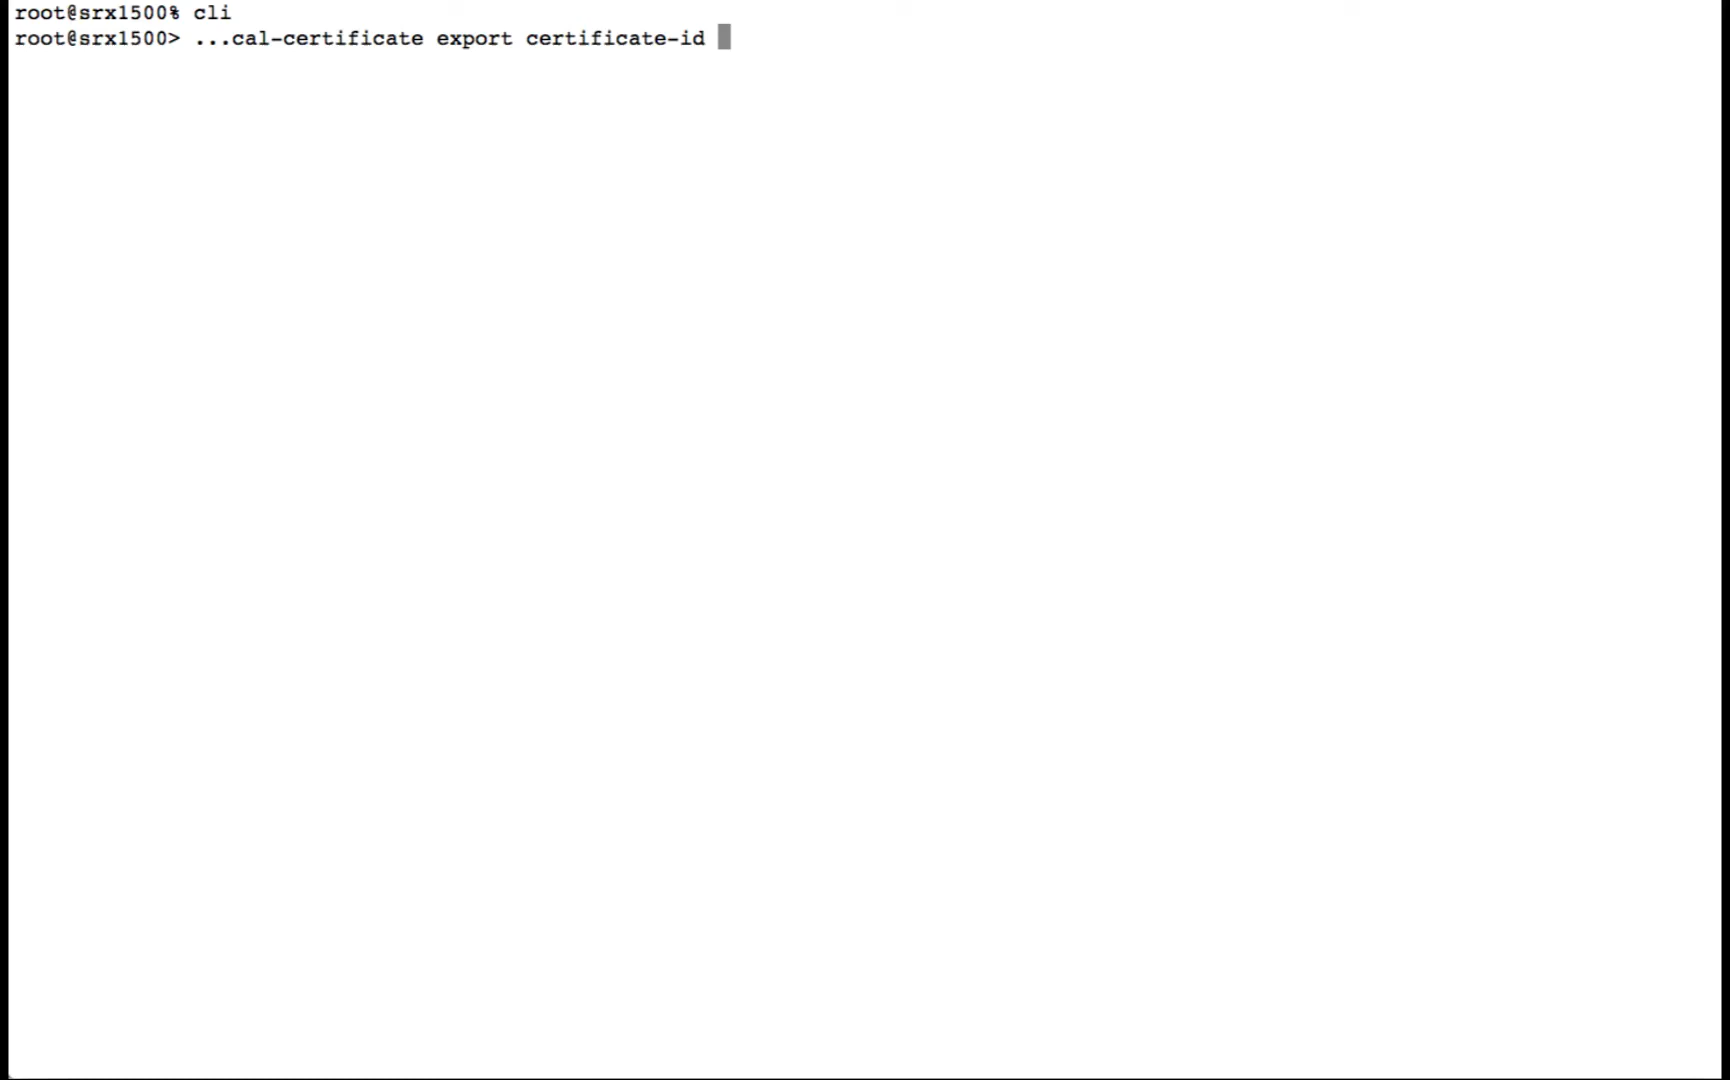 root@srx1500% cli
root@srx1500> ...cal-certificate export certificate-id